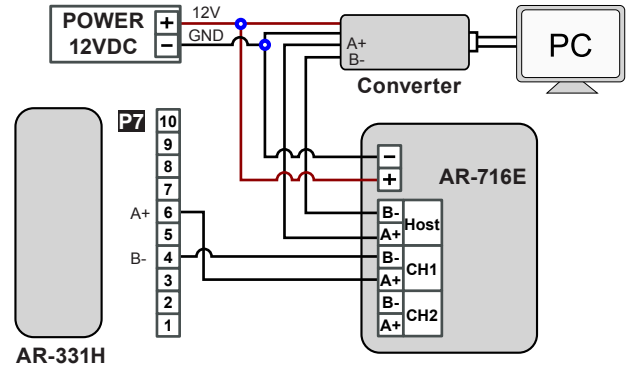 POWER
12VDC
+
−
12V
GND
A+
B-
Converter
PC
P7
10
9
8
7
6
5
4
3
2
1
A+
B-
AR-331H
AR-716E
−
+
B-
A+
Host
B-
A+
CH1
B-
A+
CH2